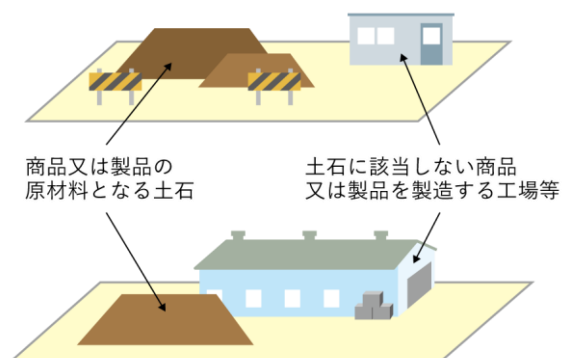 商品又は製品の
原材料となる土石
土石に該当しない商品
又は製品を製造する工場等